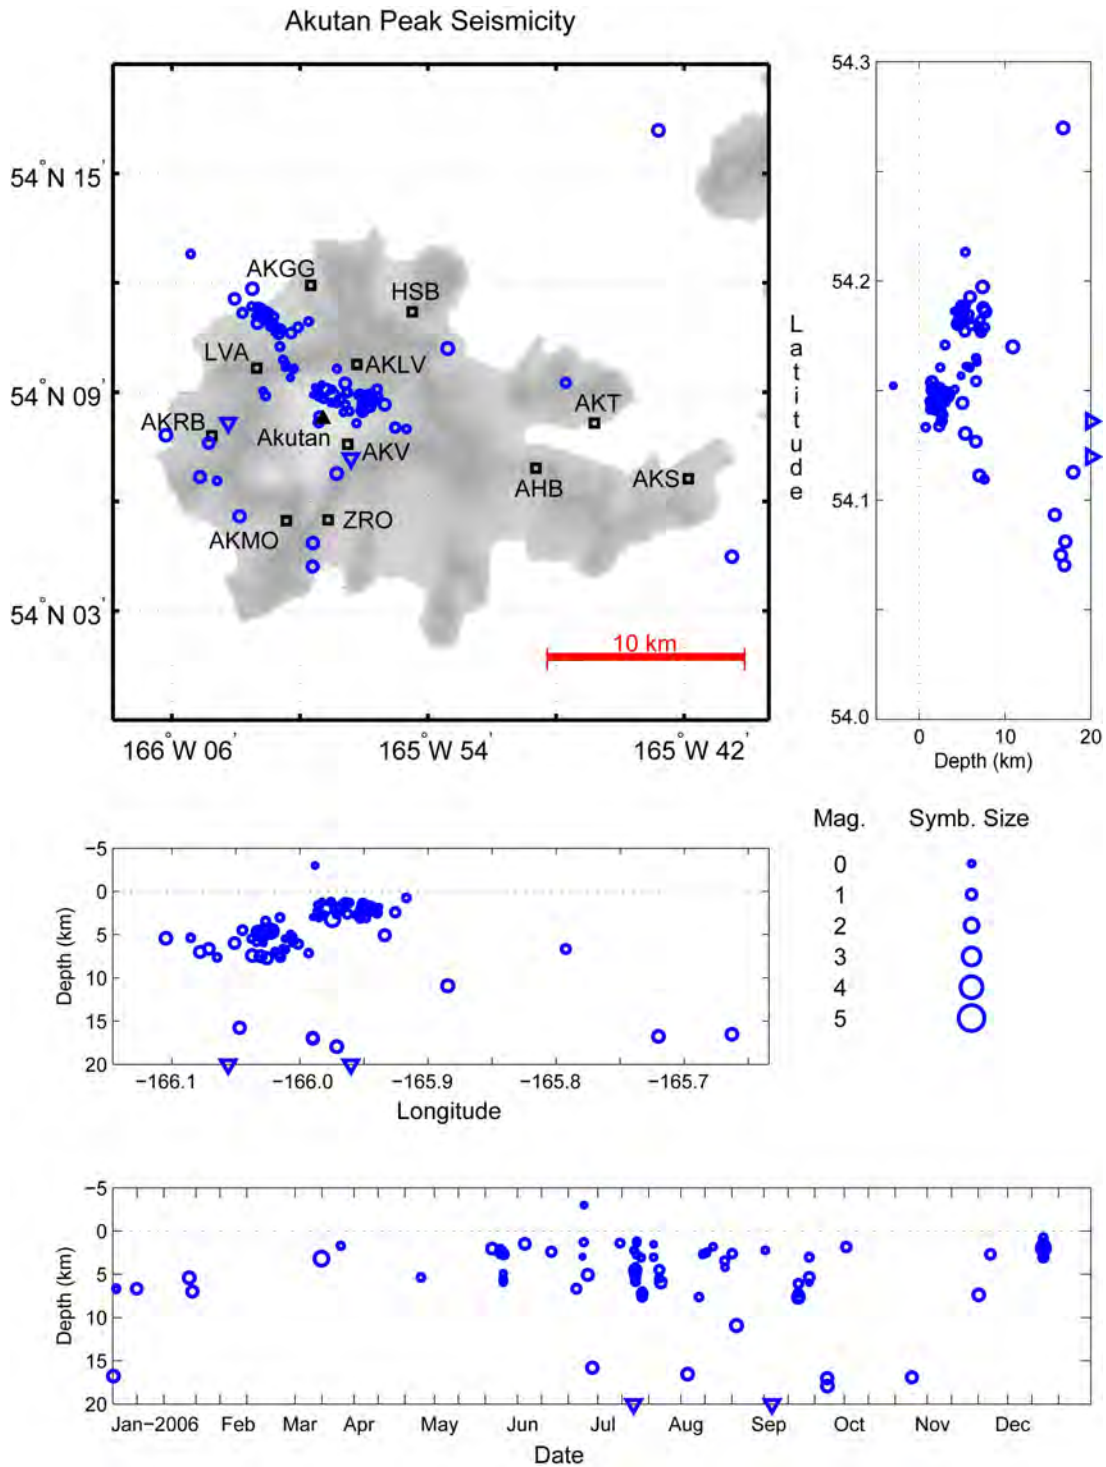 Akutan Peak Seismicity
54°N 15'
54°N 09'
54°N 03'
166°W 06'
165°W 54'
165°W 42'
AKGG
HSB
LVA
AKLV
AKRB
Akutan
AKV
AKT
AHB
AKS
AKMO
ZRO
10 km
Latitude
54.3
54.2
54.1
54.0
0
10
20
Depth (km)
Mag.
Symb. Size
0
1
2
3
4
5
−5
0
5
10
15
20
Depth (km)
−166.1
−166.0
−165.9
−165.8
−165.7
Longitude
−5
0
5
10
15
20
Depth (km)
Jan−2006
Feb
Mar
Apr
May
Jun
Jul
Aug
Sep
Oct
Nov
Dec
Date